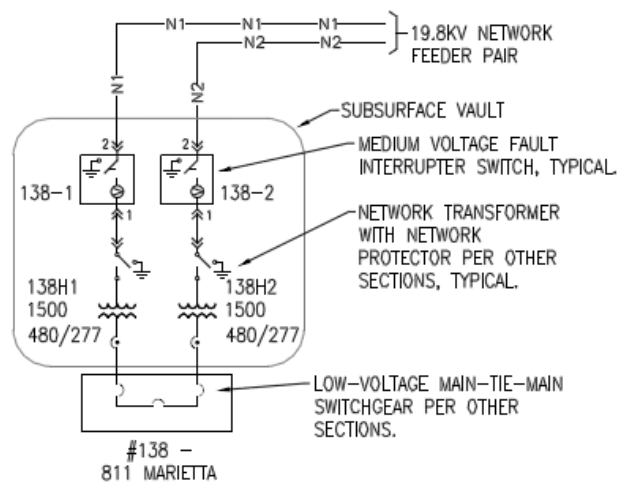 N1 N1 N1
N2 N2
19.8KV NETWORK
FEEDER PAIR
N1
N2
SUBSURFACE VAULT
2
2
MEDIUM VOLTAGE FAULT
INTERRUPTER SWITCH, TYPICAL.
138-1
138-2
1
1
NETWORK TRANSFORMER
WITH NETWORK
PROTECTOR PER OTHER
SECTIONS, TYPICAL.
138H1
1500
480/277
138H2
1500
480/277
LOW-VOLTAGE MAIN-TIE-MAIN
SWITCHGEAR PER OTHER
SECTIONS.
#138 -
811 MARIETTA